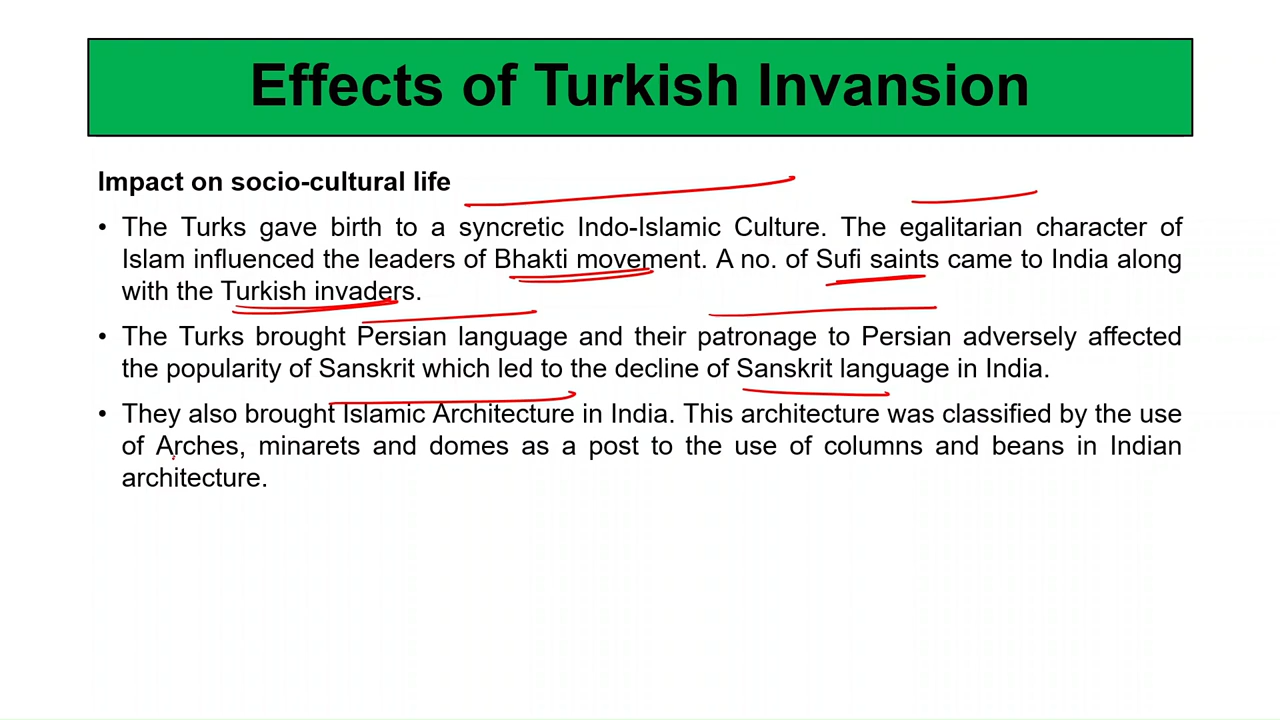 Effects of Turkish Invansion
Impact on socio-cultural life
• The Turks gave birth to a syncretic Indo-Islamic Culture. The egalitarian character of
Islam influenced the leaders of Bhakti movement. A no. of Sufi saints came to India along
with the Turkish invaders.
• The Turks brought Persian language and their patronage to Persian adversely affected
the popularity of Sanskrit which led to the decline of Sanskrit language in India.
• They also brought Islamic Architecture in India. This architecture was classified by the use
of Arches, minarets and domes as a post to the use of columns and beans in Indian
architecture.